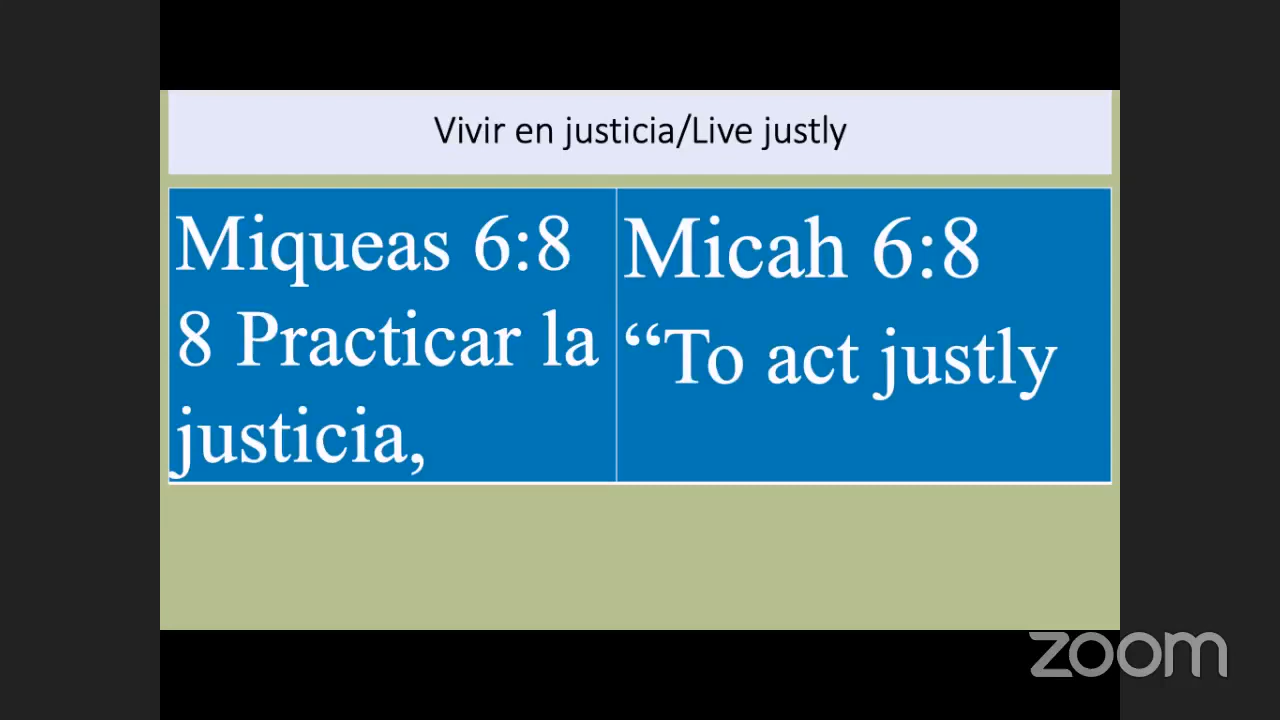 Vivir en justicia/Live justly
Miqueas 6:8
8 Practicar la
justicia,
Micah 6:8
“To act justly
zoom